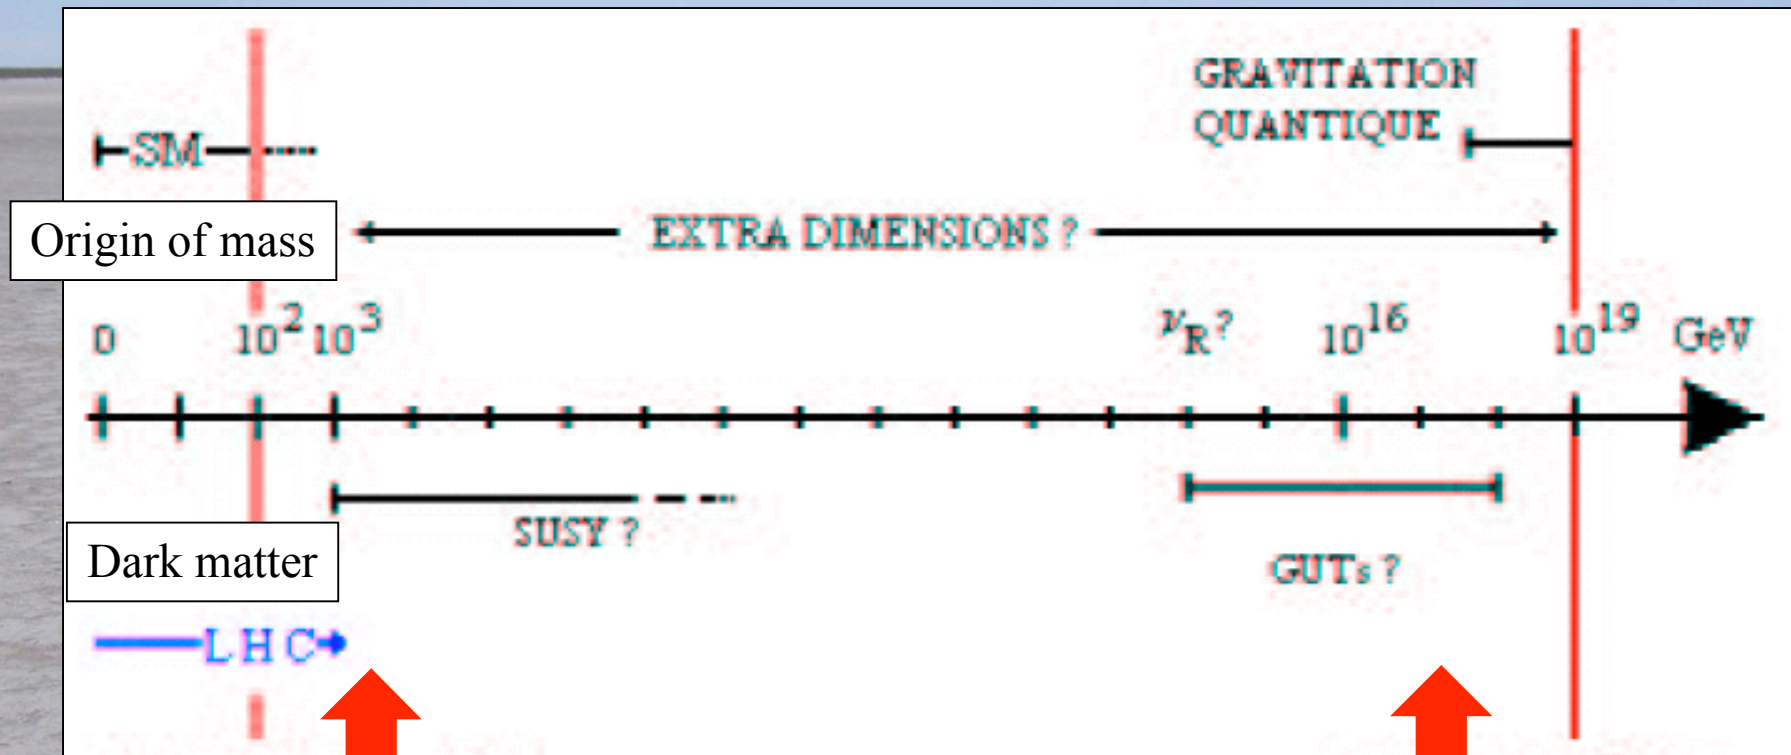 GRAVITATION
QUANTIQUE
SM
Origin of mass
EXTRA DIMENSIONS ?
0 10² 10³ νR? 10¹⁶ 10¹⁹ GeV
SUSY ?
Dark matter
GUTs ?
LHC